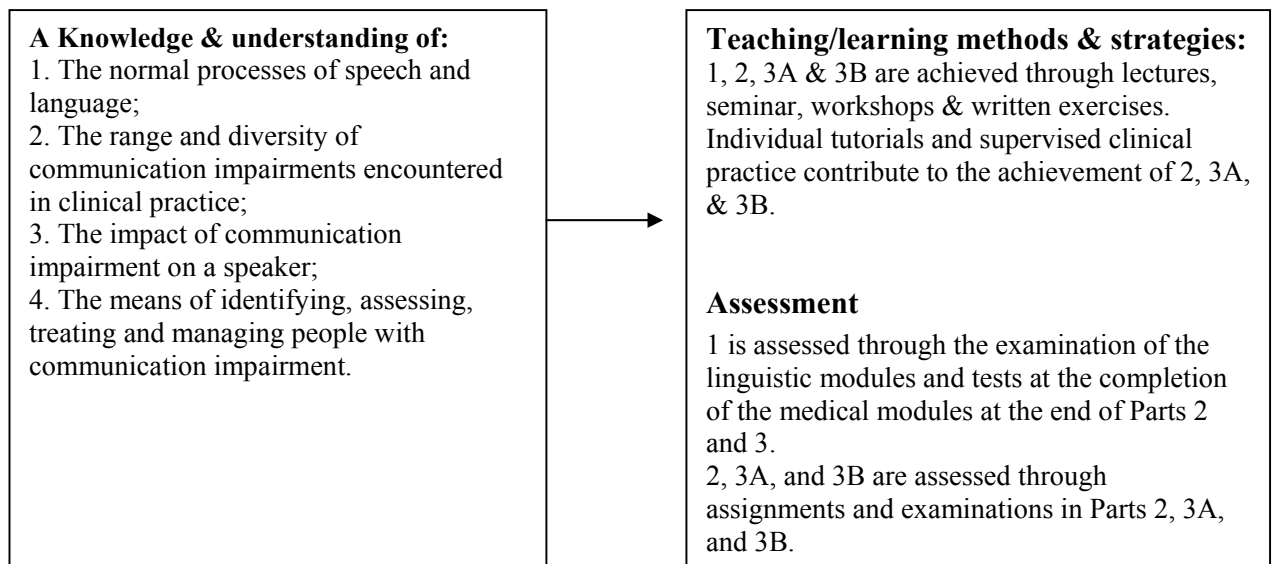 A Knowledge & understanding of:
1. The normal processes of speech and
language;
2. The range and diversity of
communication impairments encountered
in clinical practice;
3. The impact of communication
impairment on a speaker;
4. The means of identifying, assessing,
treating and managing people with
communication impairment.
Teaching/learning methods & strategies:
1, 2, 3A & 3B are achieved through lectures,
seminar, workshops & written exercises.
Individual tutorials and supervised clinical
practice contribute to the achievement of 2, 3A,
& 3B.
Assessment
1 is assessed through the examination of the
linguistic modules and tests at the completion
of the medical modules at the end of Parts 2
and 3.
2, 3A, and 3B are assessed through
assignments and examinations in Parts 2, 3A,
and 3B.